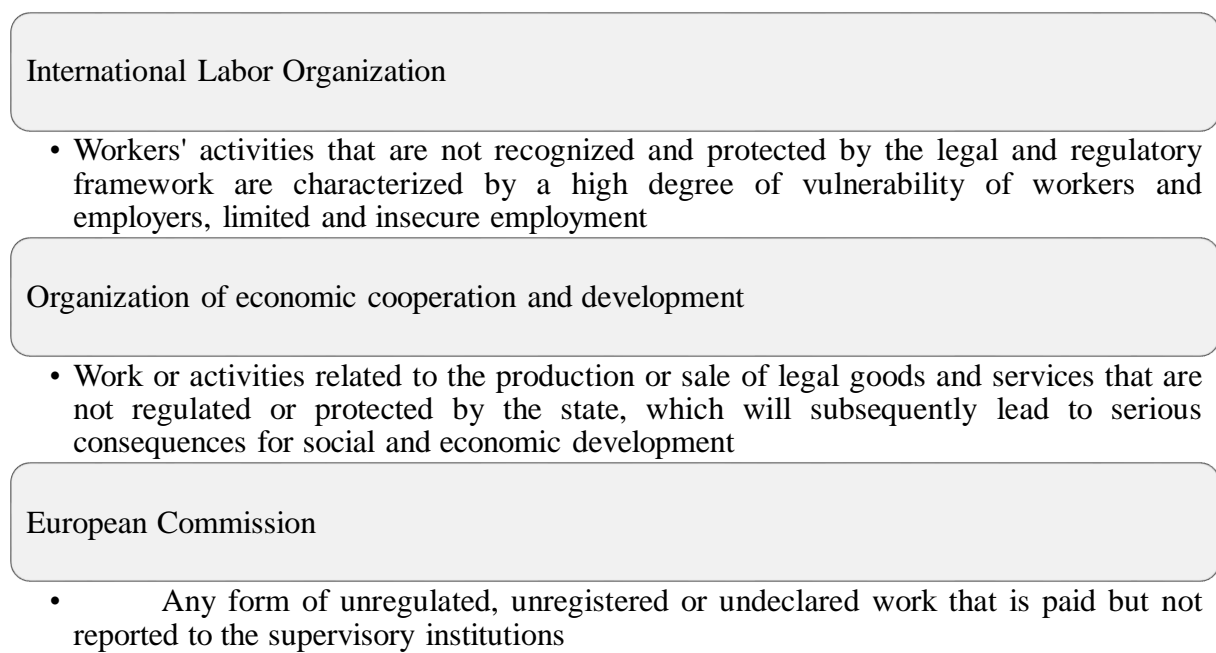 International Labor Organization
• Workers' activities that are not recognized and protected by the legal and regulatory
framework are characterized by a high degree of vulnerability of workers and
employers, limited and insecure employment
Organization of economic cooperation and development
• Work or activities related to the production or sale of legal goods and services that are
not regulated or protected by the state, which will subsequently lead to serious
consequences for social and economic development
European Commission
• Any form of unregulated, unregistered or undeclared work that is paid but not
reported to the supervisory institutions